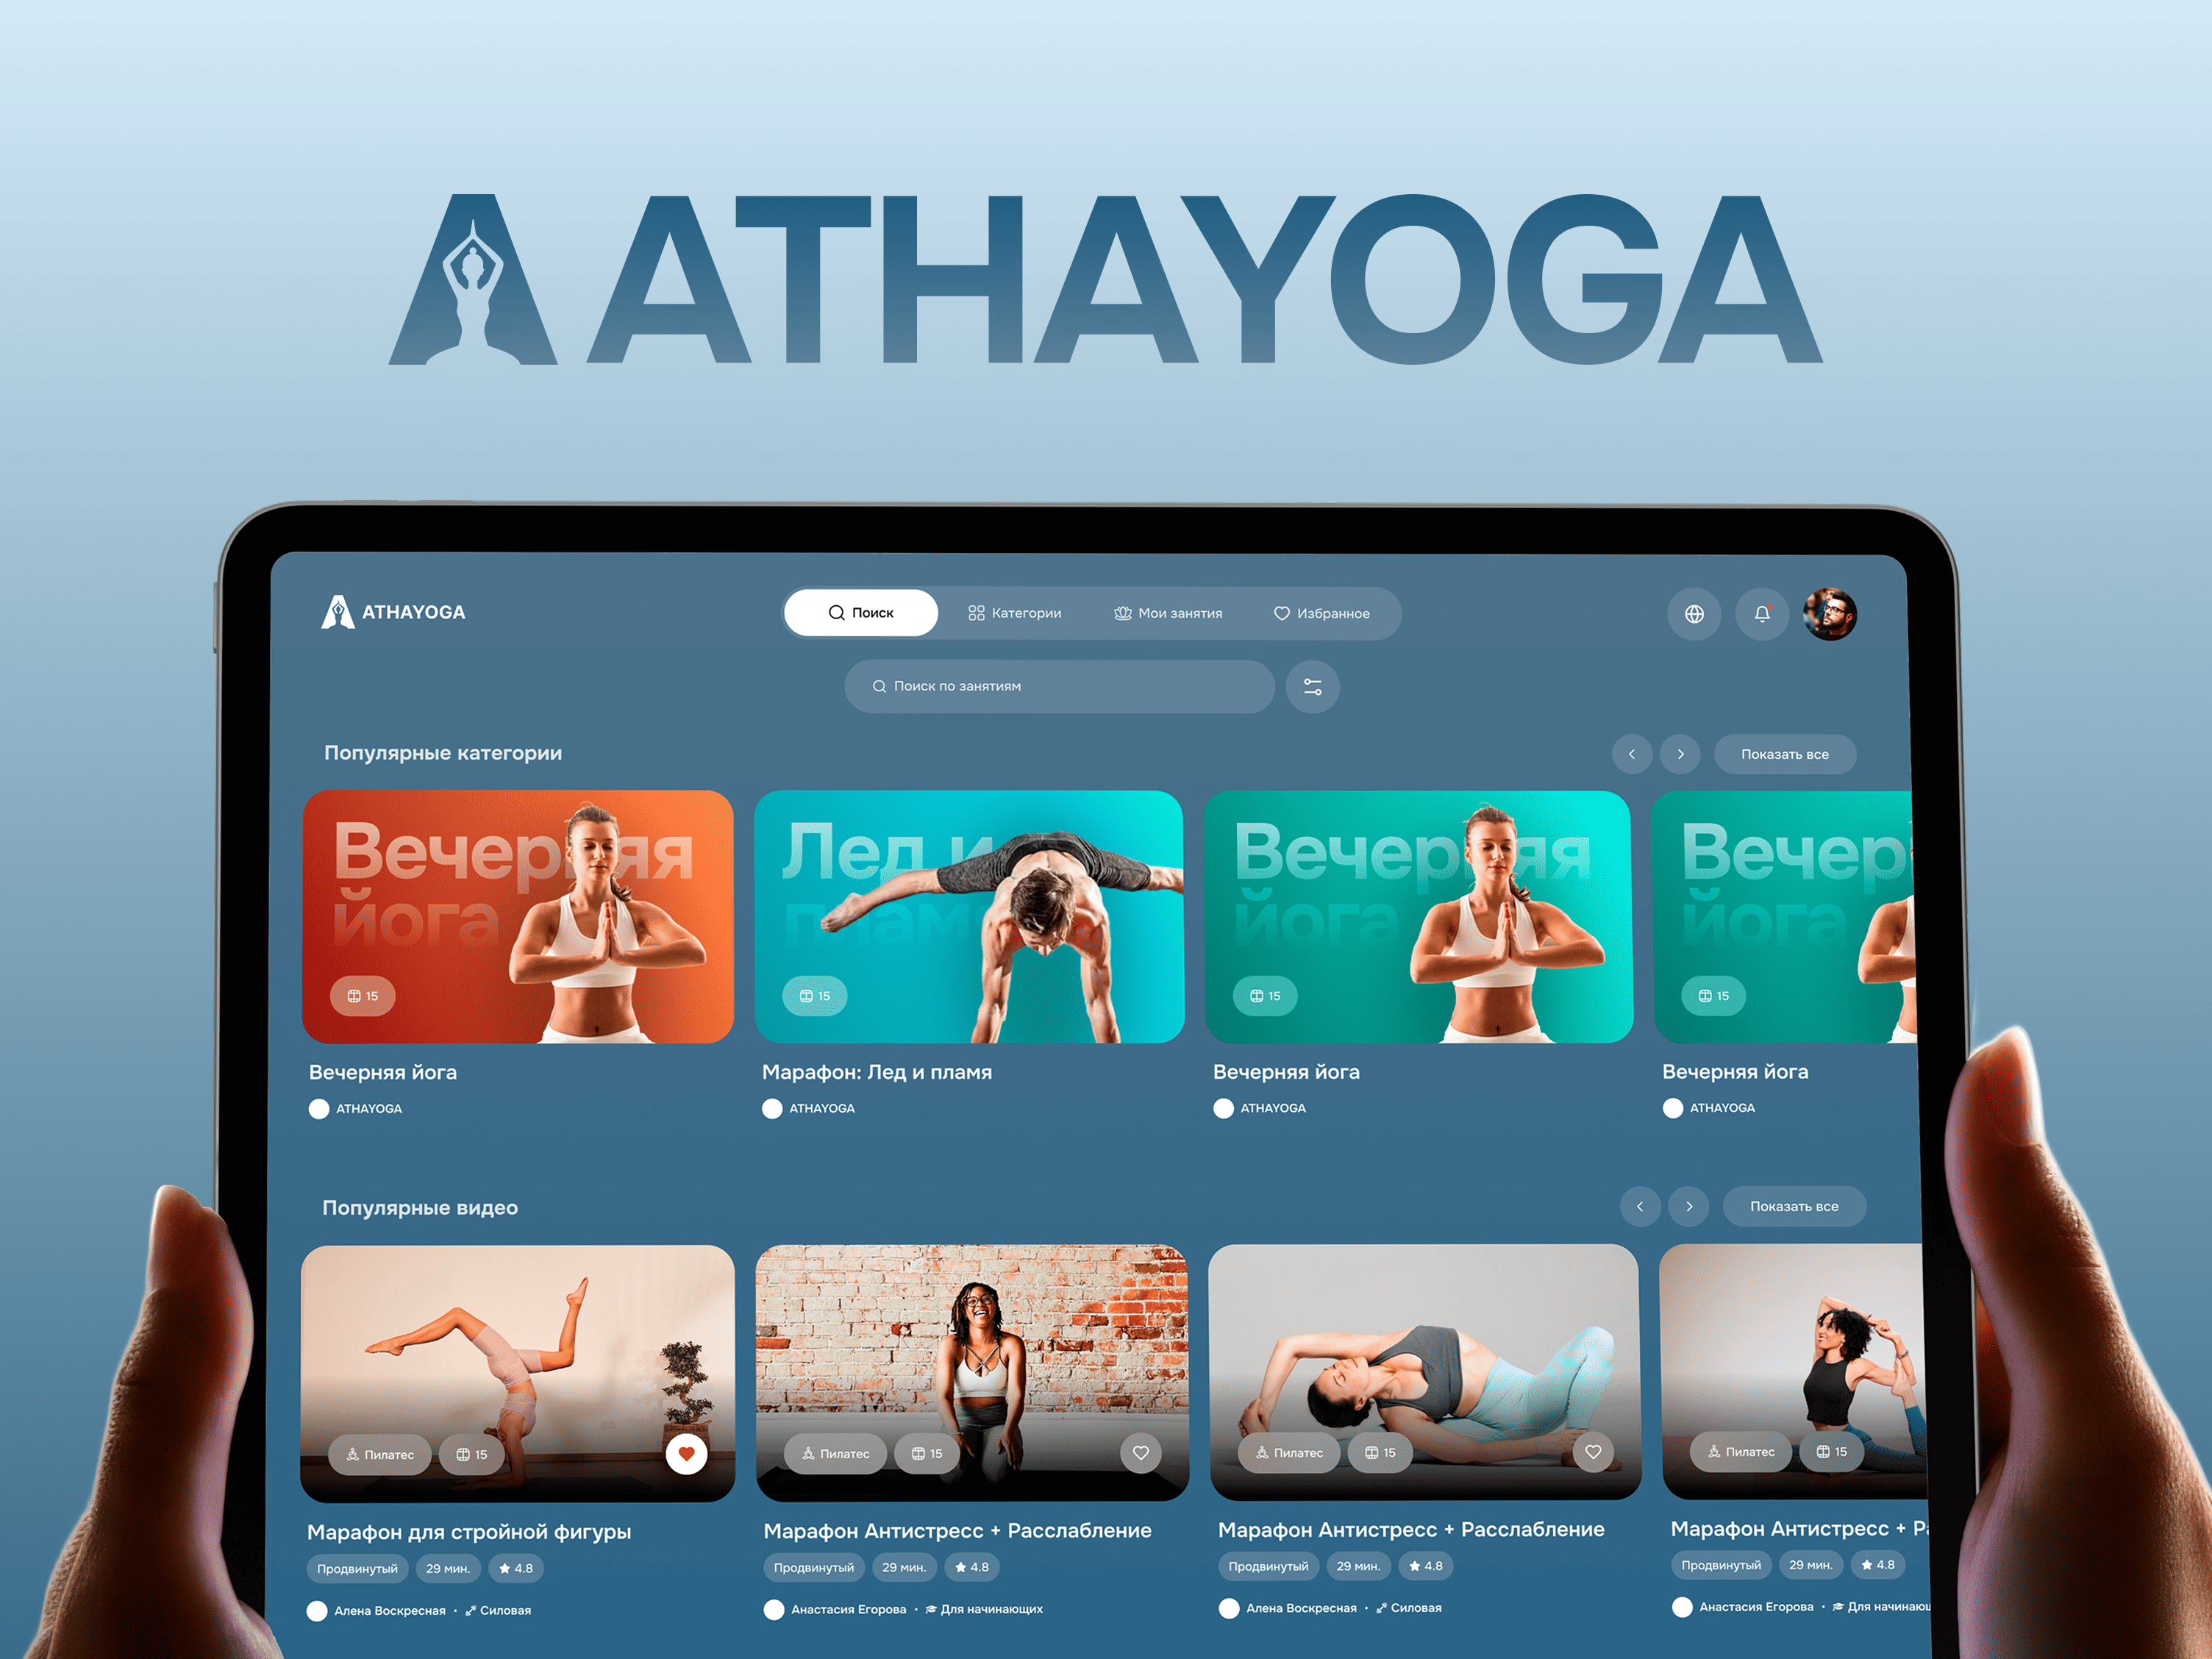 ATHAYOGA
ATHAYOGA
Поиск
Категории
Мои занятия
Избранное
Поиск по занятиям
Популярные категории
Показать все
Вечерняя
йога
15
Лед и
пламя
15
Вечерняя
йога
15
Вечер
йога
15
Вечерняя йога
ATHAYOGA
Марафон: Лед и пламя
ATHAYOGA
Вечерняя йога
ATHAYOGA
Вечерняя йога
ATHAYOGA
Популярные видео
Показать все
Пилатес
15
Пилатес
15
Пилатес
15
Пилатес
15
Марафон для стройной фигуры
Продвинутый
29 мин.
4.8
Алена Воскресная • Силовая
Марафон Антистресс + Расслабление
Продвинутый
29 мин.
4.8
Анастасия Егорова • Для начинающих
Марафон Антистресс + Расслабление
Продвинутый
29 мин.
4.8
Алена Воскресная • Силовая
Марафон Антистресс +
Продвинутый
29 мин.
4.8
Анастасия Егорова • Для